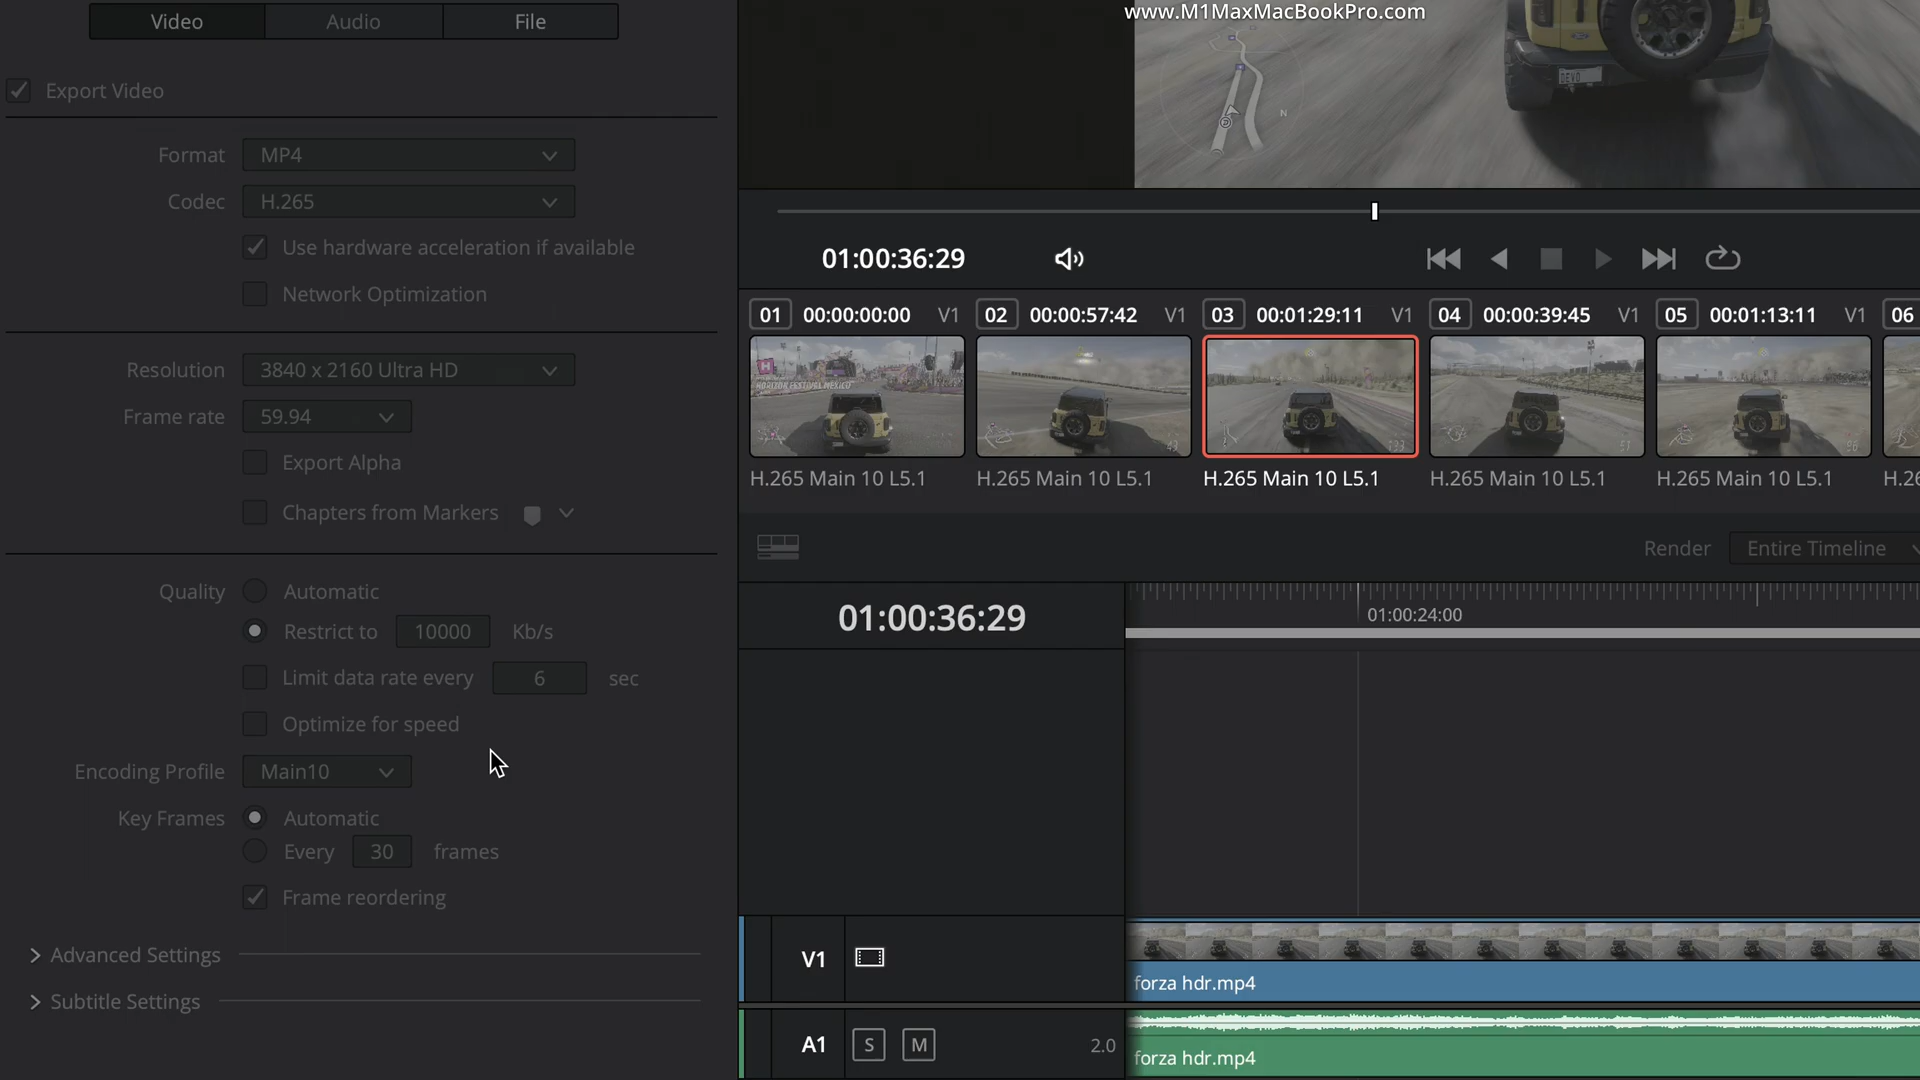 Video
Audio
File
www.M1MaxMacBookPro.com
Export Video
Format
MP4
Codec
H.265
Use hardware acceleration if available
Network Optimization
Resolution
3840 x 2160 Ultra HD
Frame rate
59.94
Export Alpha
Chapters from Markers
Quality
Automatic
Restrict to
10000
Kb/s
Limit data rate every
6
sec
Optimize for speed
Encoding Profile
Main10
Key Frames
Automatic
Every
30
frames
Frame reordering
Advanced Settings
Subtitle Settings
N
01:00:36:29
01 00:00:00:00 V1
02 00:00:57:42 V1
03 00:01:29:11 V1
04 00:00:39:45 V1
05 00:01:13:11 V1
06
HORIZON FESTIVAL MEXICO
H.265 Main 10 L5.1
H.265 Main 10 L5.1
H.265 Main 10 L5.1
H.265 Main 10 L5.1
H.265 Main 10 L5.1
H.26
Render
Entire Timeline
01:00:36:29
01:00:24:00
V1
forza hdr.mp4
A1
S
M
2.0
forza hdr.mp4